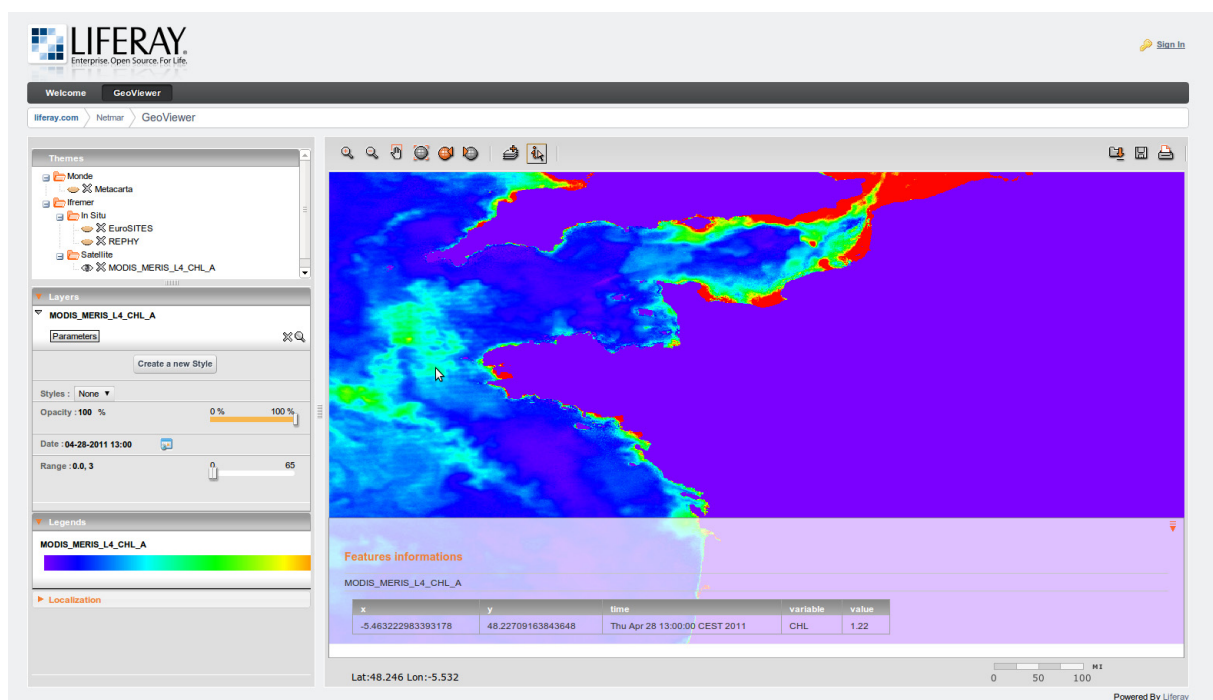 LIFERAY.
Enterprise. Open Source. For Life.
Sign In
Welcome GeoViewer
liferay.com Netmar GeoViewer
Themes
Monde
Metacarta
Ifremer
In Situ
EuroSITES
REPHY
Satellite
MODIS_MERIS_L4_CHL_A
Layers
MODIS_MERIS_L4_CHL_A
Parameters
Create a new Style
Styles : None
Opacity : 100 % 0 % 100 %
Date : 04-28-2011 13:00
Range : 0.0, 3 0 65
Legends
MODIS_MERIS_L4_CHL_A
Localization
Features informations
MODIS_MERIS_L4_CHL_A
x y time variable value
-5.463222983393178 48.22709163843648 Thu Apr 28 13:00:00 CEST 2011 CHL 1.22
Lat:48.246 Lon:-5.532
MI
0 50 100
Powered By Liferay